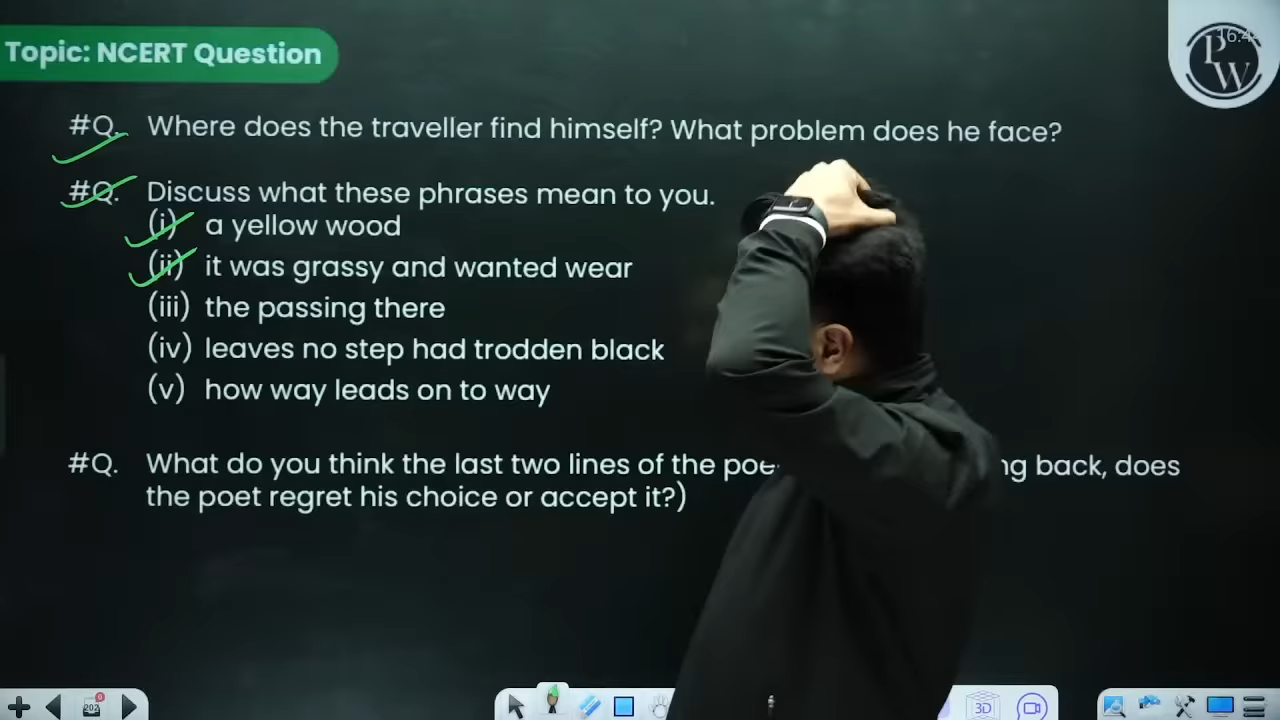 Topic: NCERT Question
PW
#Q. Where does the traveller find himself? What problem does he face?
#Q. Discuss what these phrases mean to you.
(i) a yellow wood
(ii) it was grassy and wanted wear
(iii) the passing there
(iv) leaves no step had trodden black
(v) how way leads on to way
#Q. What do you think the last two lines of the back, does
the poet regret his choice or accept it?)
3D